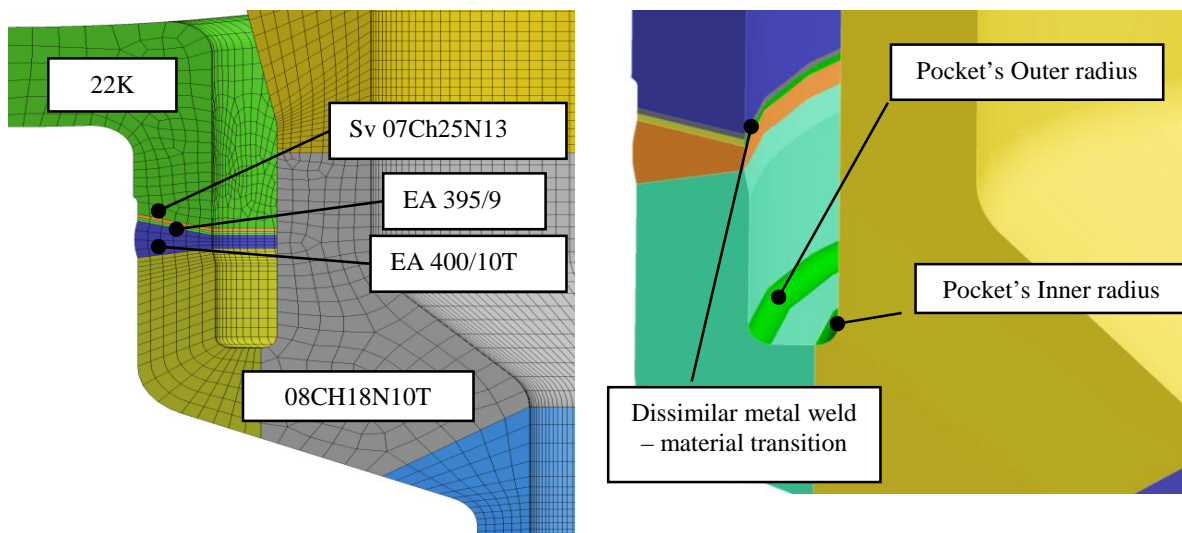 22K
Sv 07Ch25N13
EA 395/9
EA 400/10T
08CH18N10T
Pocket's Outer radius
Pocket's Inner radius
Dissimilar metal weld
– material transition